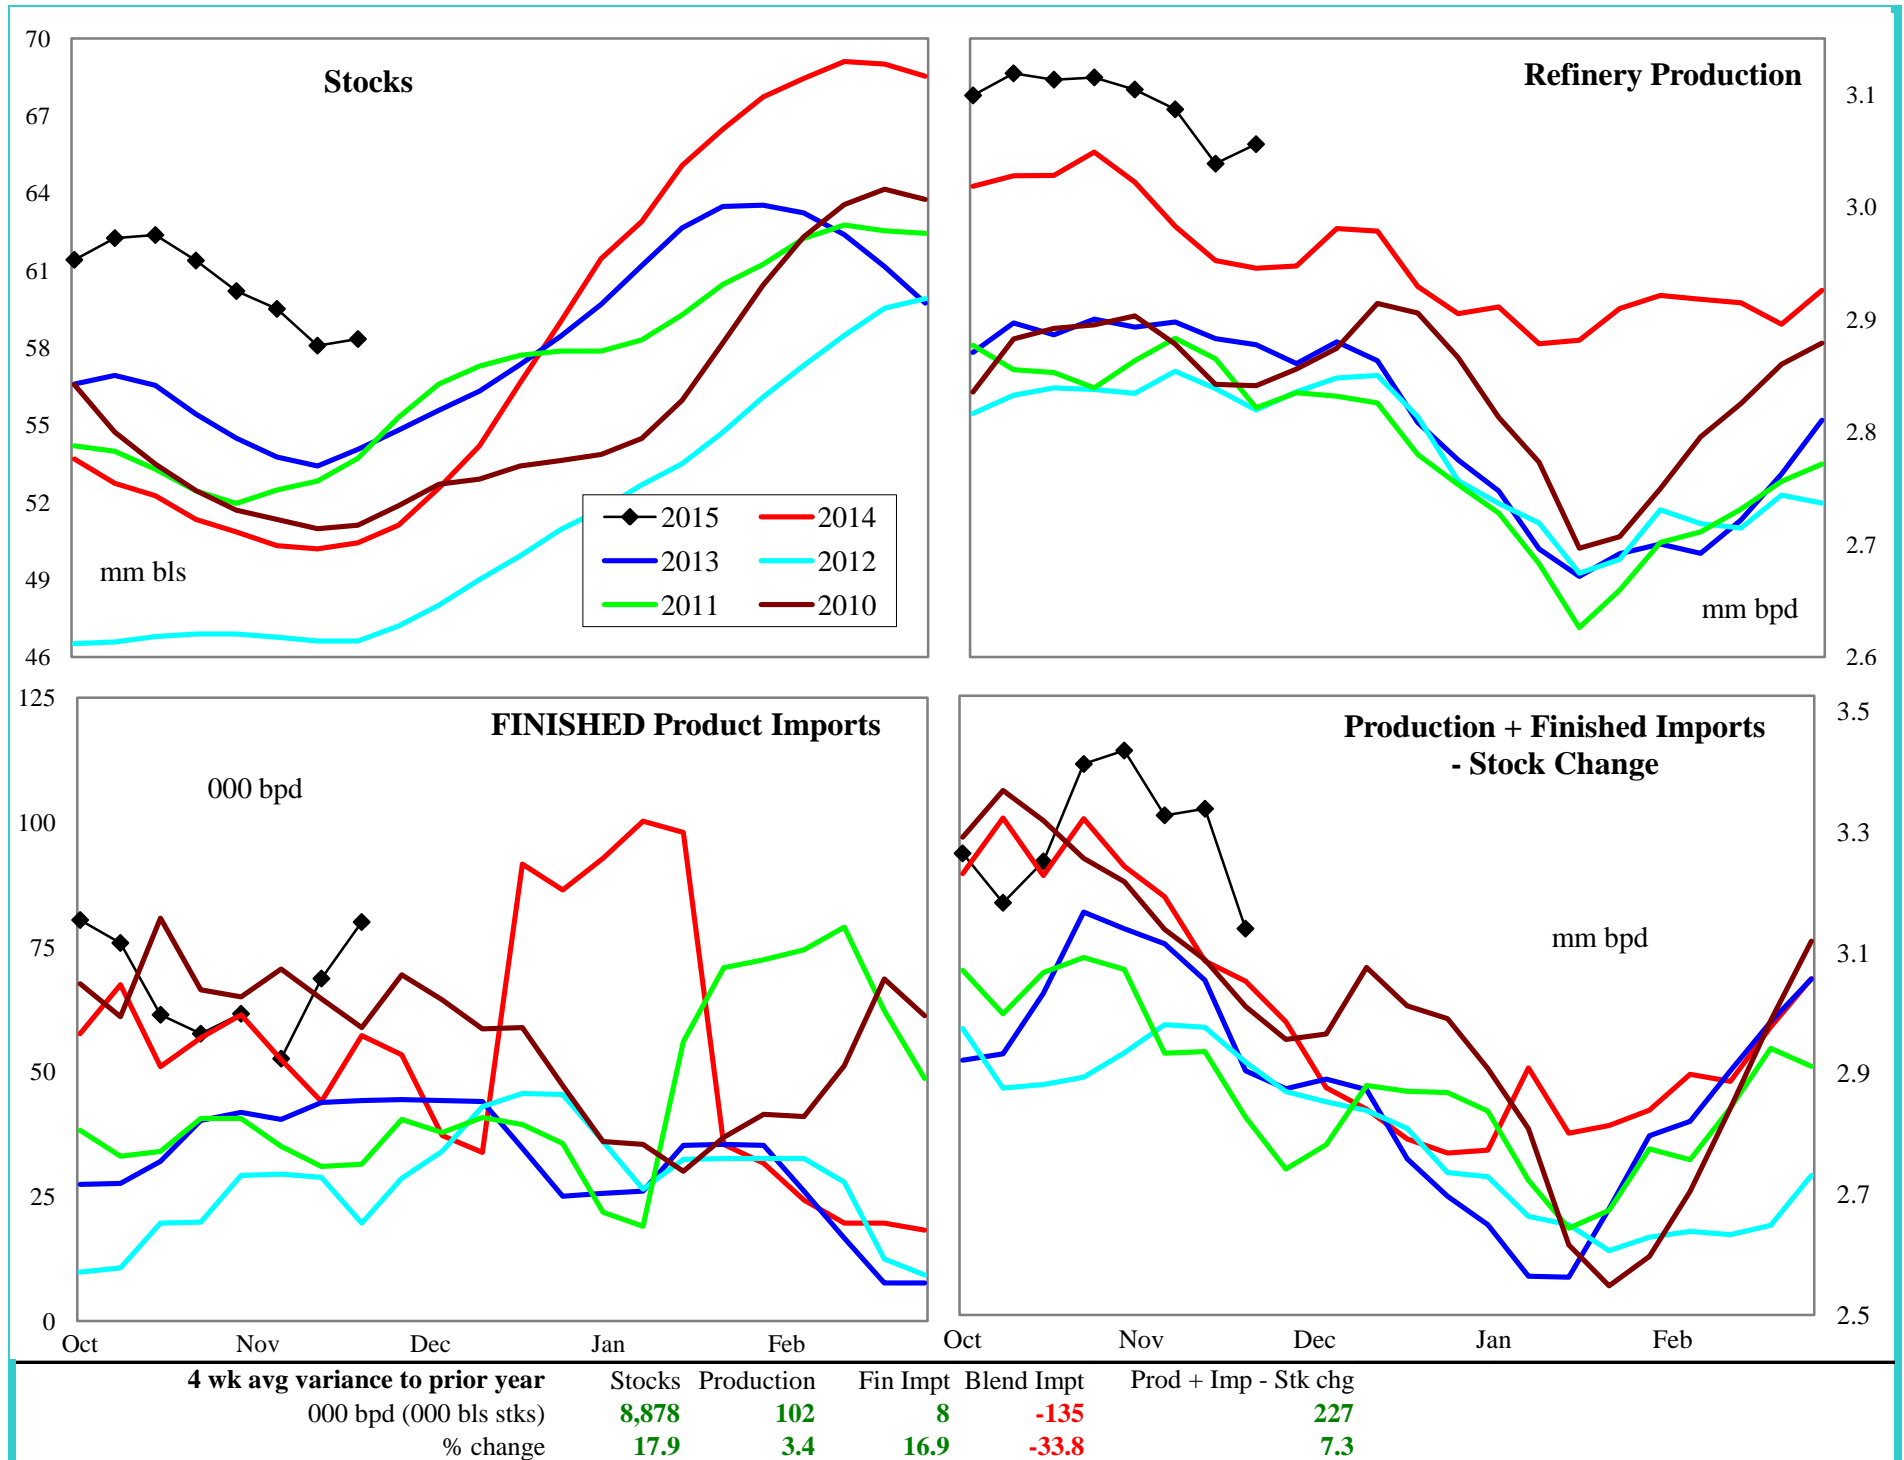 Stocks
70
67
64
61
58
55
52
49
46
mm bls
2015 2014
2013 2012
2011 2010
Refinery Production
3.1
3.0
2.9
2.8
2.7
2.6
mm bpd
FINISHED Product Imports
000 bpd
125
100
75
50
25
0
Oct Nov Dec Jan Feb
Production + Finished Imports
- Stock Change
mm bpd
3.5
3.3
3.1
2.9
2.7
2.5
Oct Nov Dec Jan Feb
4 wk avg variance to prior year Stocks Production Fin Impt Blend Impt Prod + Imp - Stk chg
000 bpd (000 bls stks) 8,878 102 8 -135 227
% change 17.9 3.4 16.9 -33.8 7.3